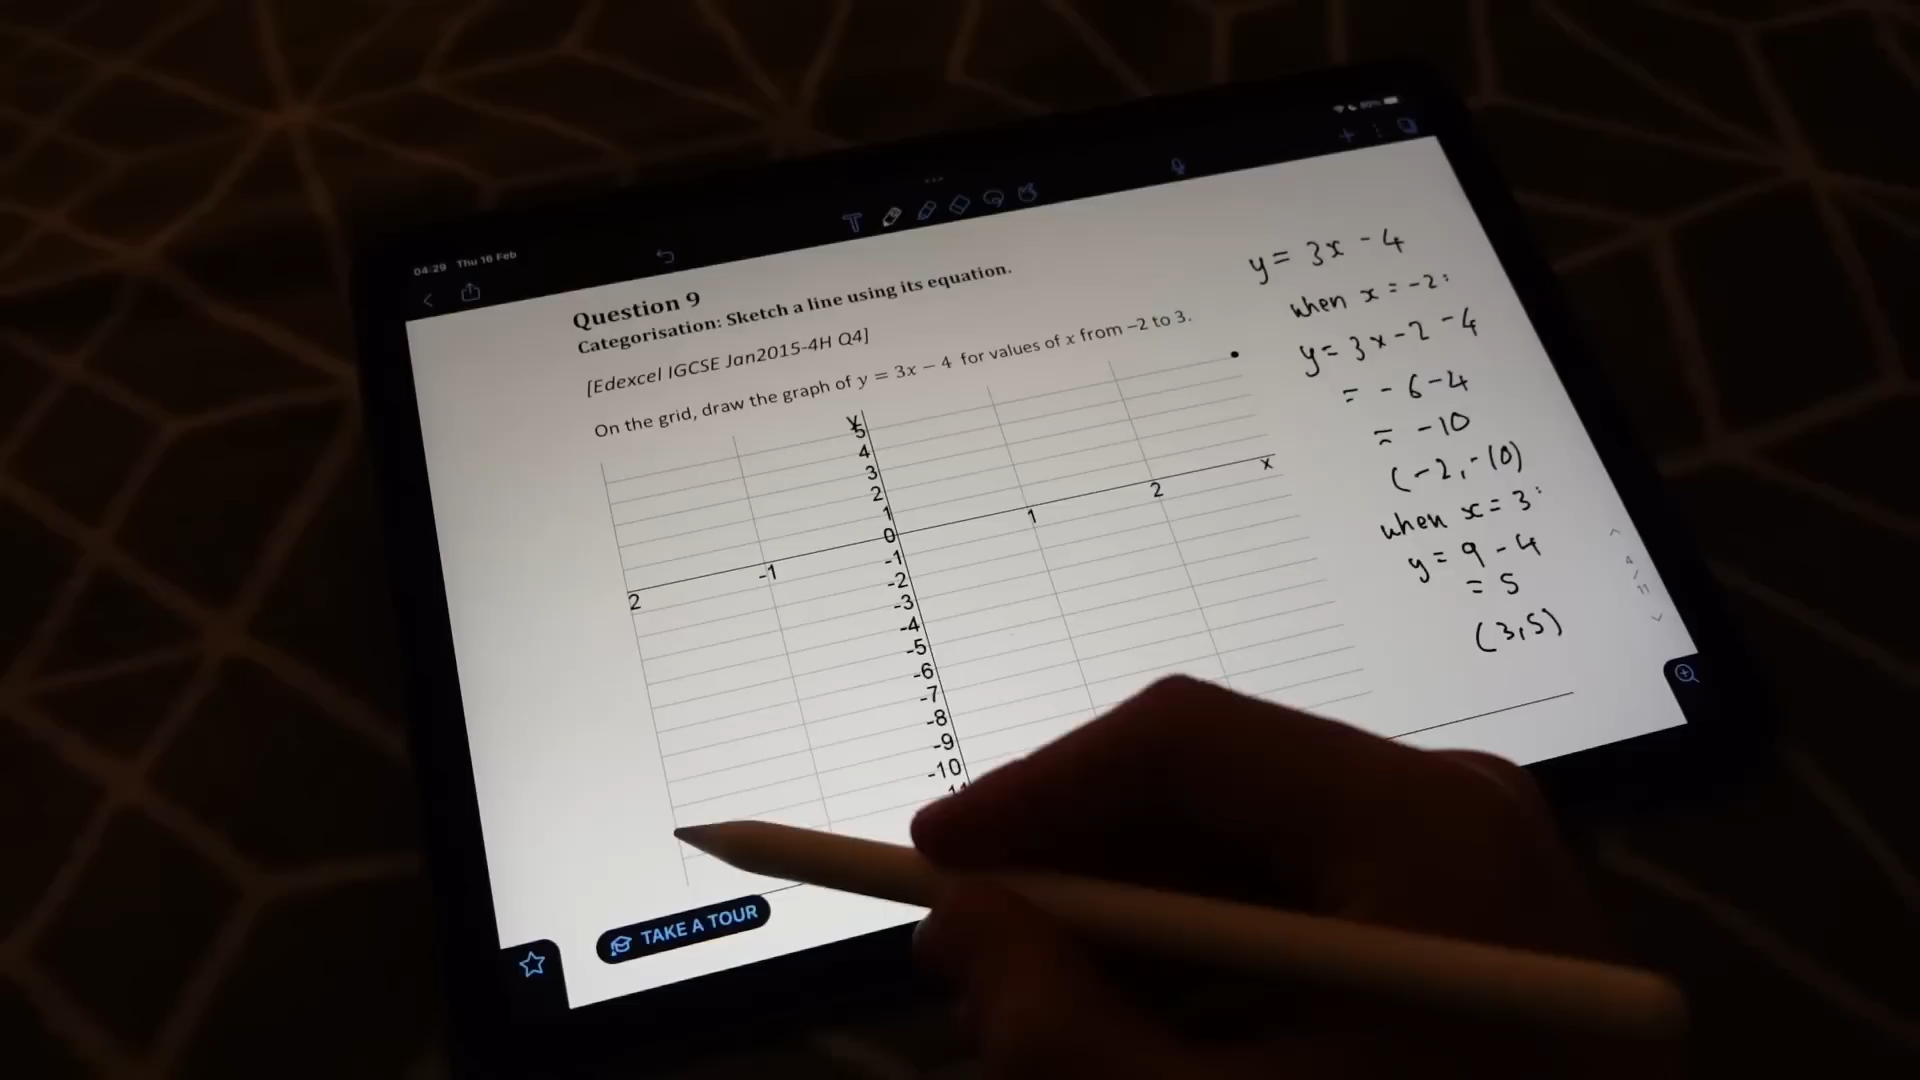 04:29 Thu 16 Feb
80%
Question 9
Categorisation: Sketch a line using its equation.
[Edexcel IGCSE Jan2015-4H Q4]
On the grid, draw the graph of y = 3x − 4 for values of x from −2 to 3.
y
5
4
3
2
1
0
-1
-2
-3
-4
-5
-6
-7
-8
-9
-10
2
-1
1
2
x
y = 3x - 4
when x = -2:
y = 3x-2 -4
= -6-4
= -10
(-2,-10)
when x = 3:
y = 9 - 4
= 5
(3,5)
4
/
11
TAKE A TOUR